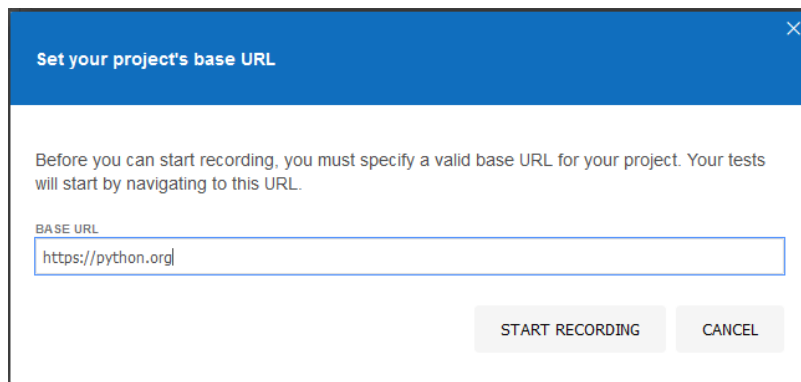 Set your project's base URL
Before you can start recording, you must specify a valid base URL for your project. Your tests
will start by navigating to this URL.
BASE URL
https://python.org
START RECORDING CANCEL